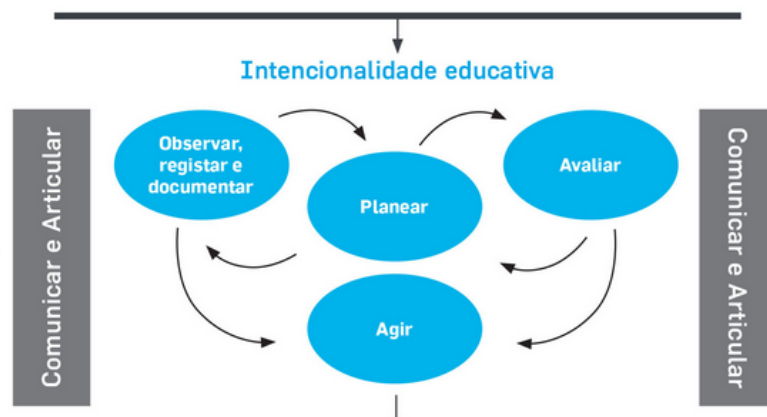 Intencionalidade educativa
Comunicar e Articular
Observar,
registar e
documentar
Planear
Avaliar
Agir
Comunicar e Articular